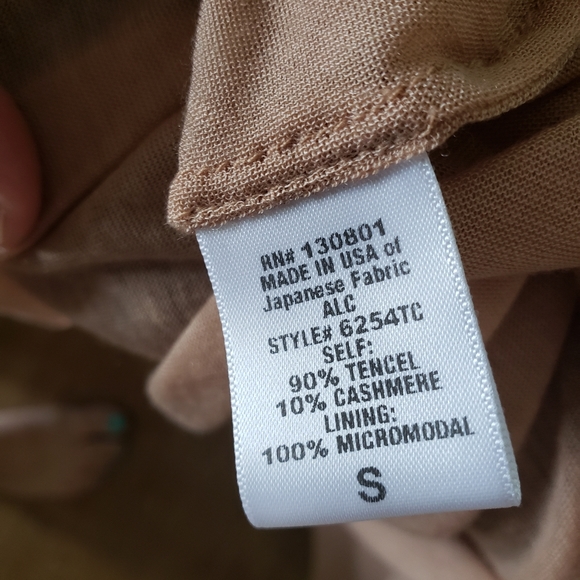 RN# 130801
MADE IN USA of
Japanese Fabric
ALC
STYLE# 6254TC
SELF:
90% TENCEL
10% CASHMERE
LINING:
100% MICROMODAL
S